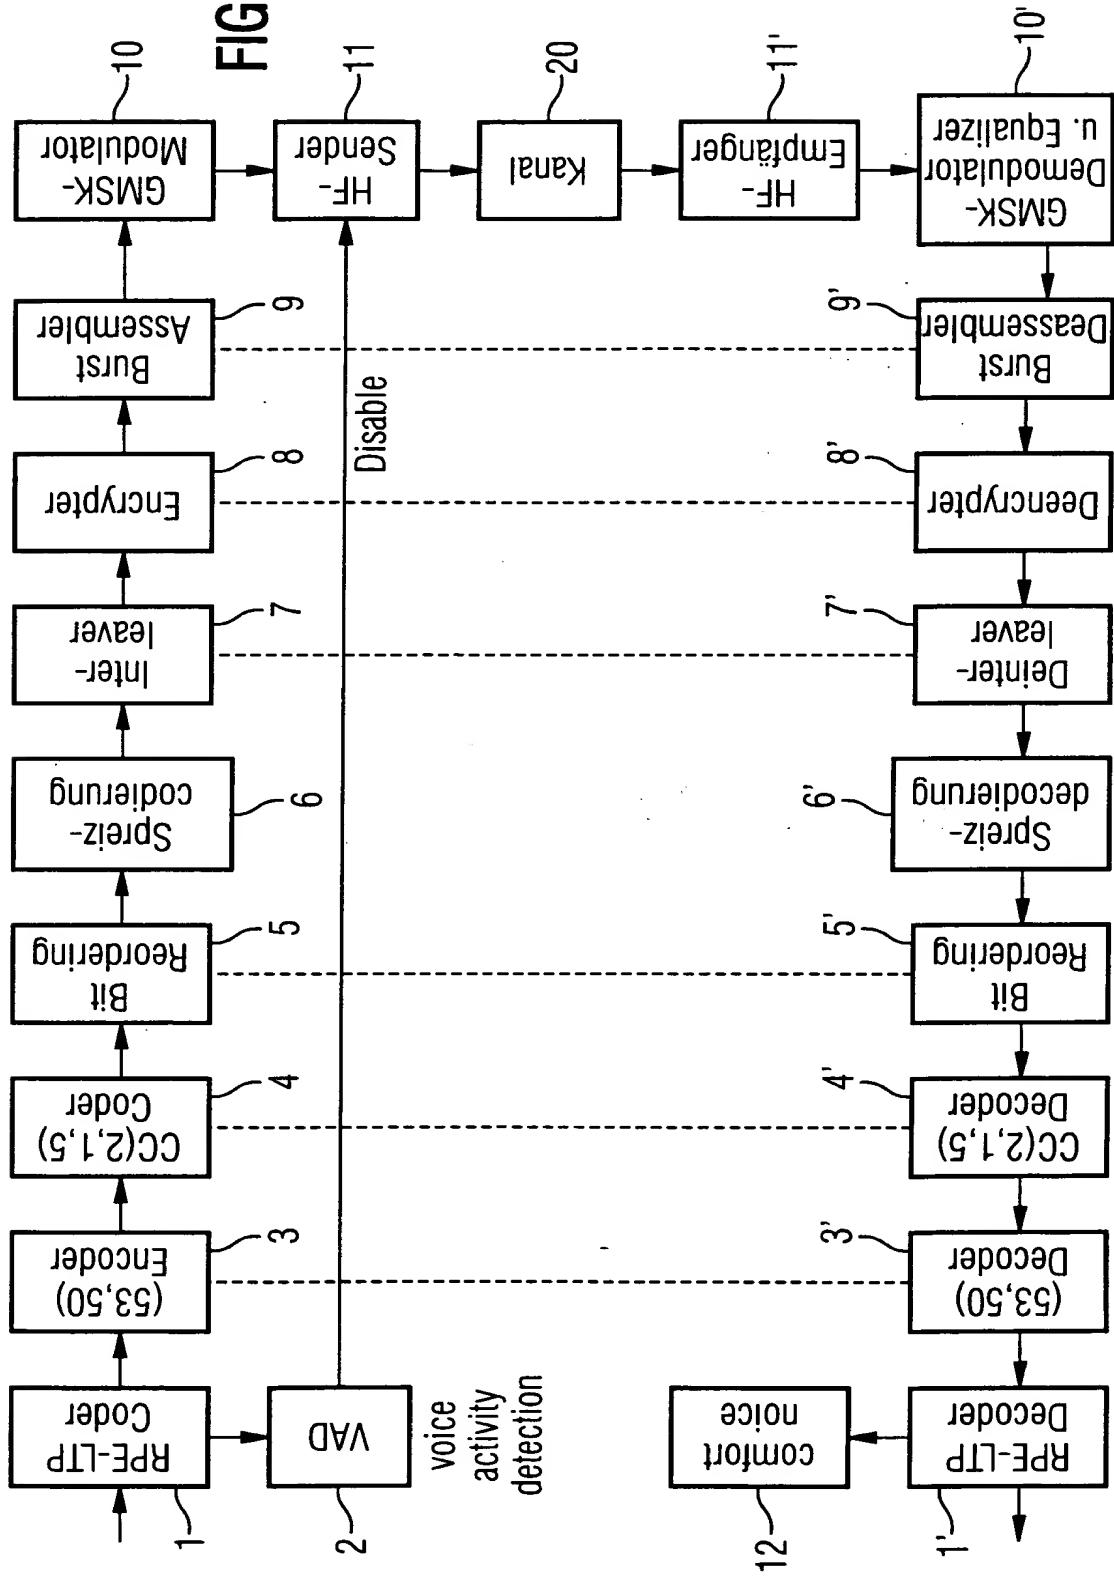 FIG
1
RPE-LTP
Coder
3
(53,50)
Encoder
4
CC(2,1,5)
Coder
5
Bit
Reordering
6
Spreiz-
codierung
7
Inter-
leaver
8
Encrypter
9
Burst
Assembler
10
GMSK-
Modulator
2
VAD
voice
activity
detection
Disable
11
HF-
Sender
20
Kanal
11'
HF-
Empfänger
12
comfort
noice
1'
RPE-LTP
Decoder
3'
(53,50)
Decoder
4'
CC(2,1,5)
Decoder
5'
Bit
Reordering
6'
Spreiz-
decodierung
7'
Deinter-
leaver
8'
Deencrypter
9'
Burst
Deassembler
10'
GMSK-
Demodulator
u. Equalizer